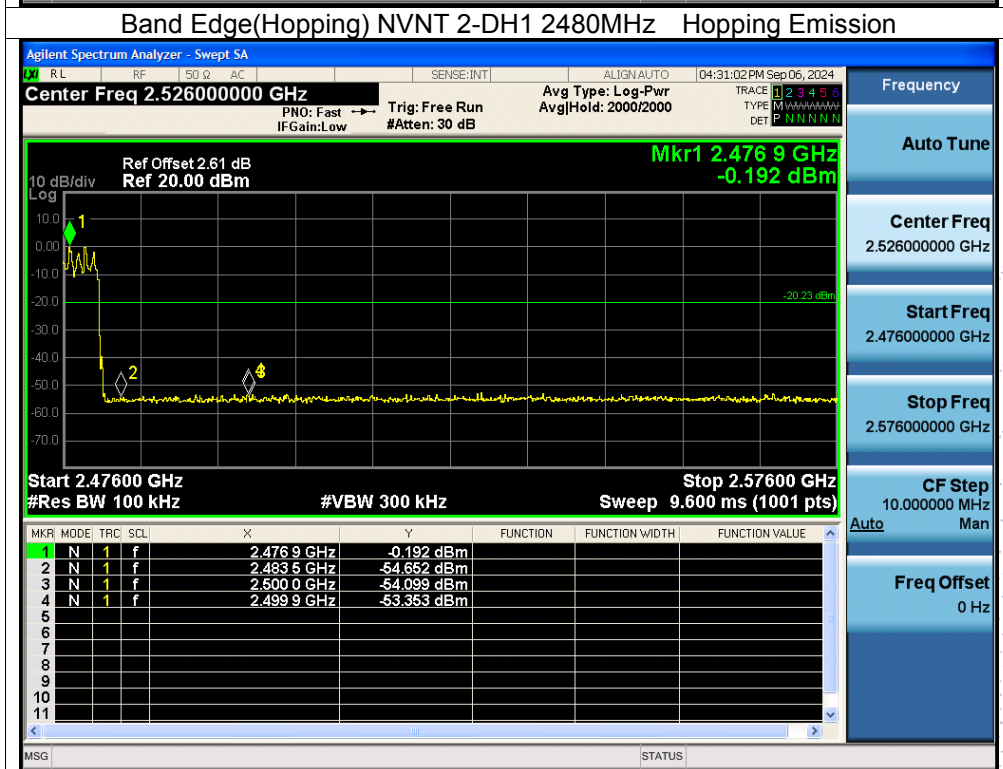 Band Edge(Hopping) NVNT 2-DH1 2480MHz Hopping Emission
Agilent Spectrum Analyzer - Swept SA
LXI RL RF 50 Ω AC SENSE:INT ALIGN AUTO 04:31:02 PM Sep 06, 2024
Center Freq 2.526000000 GHz
PNO: Fast
IFGain:Low
Trig: Free Run
#Atten: 30 dB
Avg Type: Log-Pwr
Avg|Hold: 2000/2000
TRACE 1 2 3 4 5 6
TYPE M WWWWW
DET P N N N N N
Frequency
Auto Tune
Center Freq
2.526000000 GHz
Start Freq
2.476000000 GHz
Stop Freq
2.576000000 GHz
CF Step
10.000000 MHz
Auto Man
Freq Offset
0 Hz
Mkr1 2.476 9 GHz
-0.192 dBm
Ref Offset 2.61 dB
10 dB/div Ref 20.00 dBm
Log
10.0
0.00
-10.0
-20.0
-30.0
-40.0
-50.0
-60.0
-70.0
1
2
-20.23 dBm
Start 2.47600 GHz Stop 2.57600 GHz
#Res BW 100 kHz #VBW 300 kHz Sweep 9.600 ms (1001 pts)
MKR MODE TRC SCL X Y FUNCTION FUNCTION WIDTH FUNCTION VALUE
1 N 1 f 2.476 9 GHz -0.192 dBm
2 N 1 f 2.483 5 GHz -54.652 dBm
3 N 1 f 2.500 0 GHz -54.099 dBm
4 N 1 f 2.499 9 GHz -53.353 dBm
5
6
7
8
9
10
11
MSG STATUS